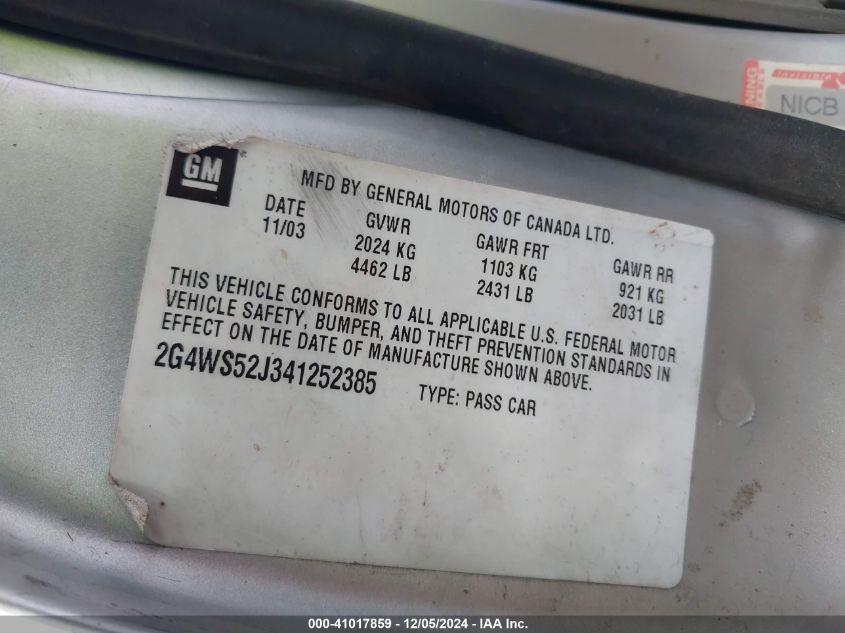 WARNING
Invisible
NICB
GM
MFD BY GENERAL MOTORS OF CANADA LTD.
DATE GVWR GAWR FRT GAWR RR
11/03 2024 KG 1103 KG 921 KG
4462 LB 2431 LB 2031 LB
THIS VEHICLE CONFORMS TO ALL APPLICABLE U.S. FEDERAL MOTOR
VEHICLE SAFETY, BUMPER, AND THEFT PREVENTION STANDARDS IN
EFFECT ON THE DATE OF MANUFACTURE SHOWN ABOVE.
2G4WS52J341252385 TYPE: PASS CAR
000-41017859 - 12/05/2024 - IAA Inc.